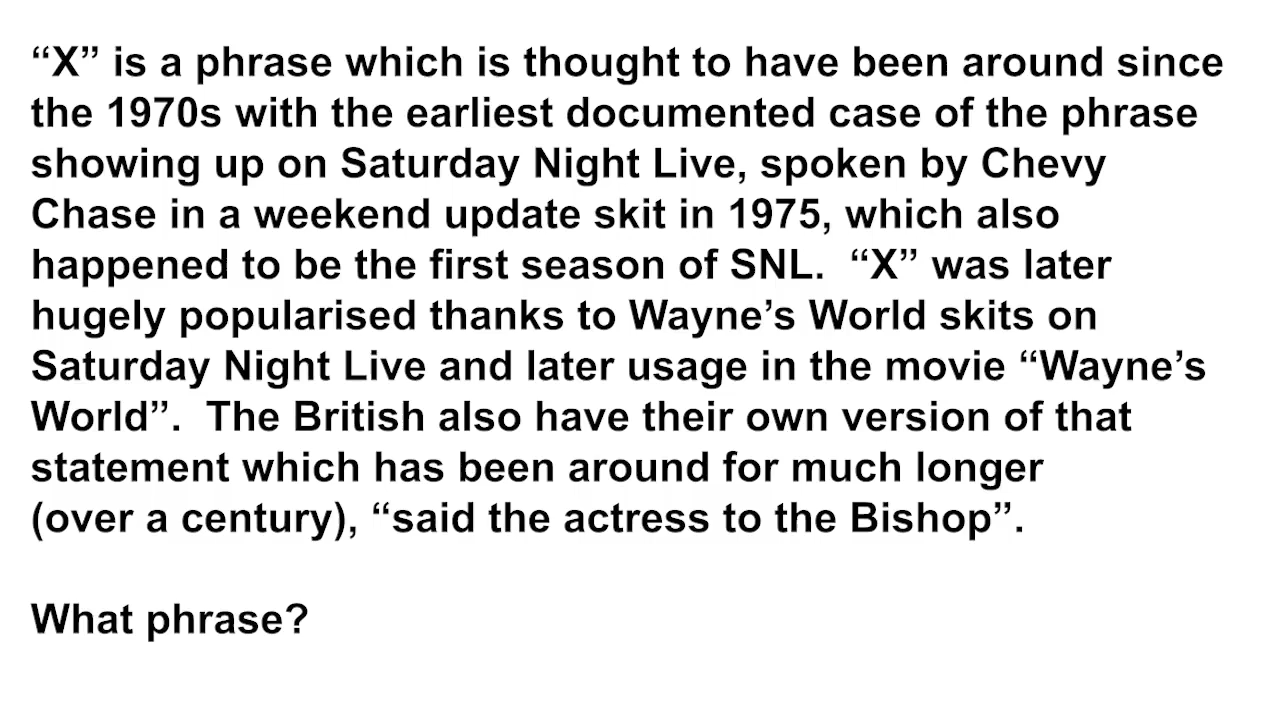 “X” is a phrase which is thought to have been around since
the 1970s with the earliest documented case of the phrase
showing up on Saturday Night Live, spoken by Chevy
Chase in a weekend update skit in 1975, which also
happened to be the first season of SNL.  “X” was later
hugely popularised thanks to Wayne’s World skits on
Saturday Night Live and later usage in the movie “Wayne’s
World”.  The British also have their own version of that
statement which has been around for much longer
(over a century), “said the actress to the Bishop”.

What phrase?